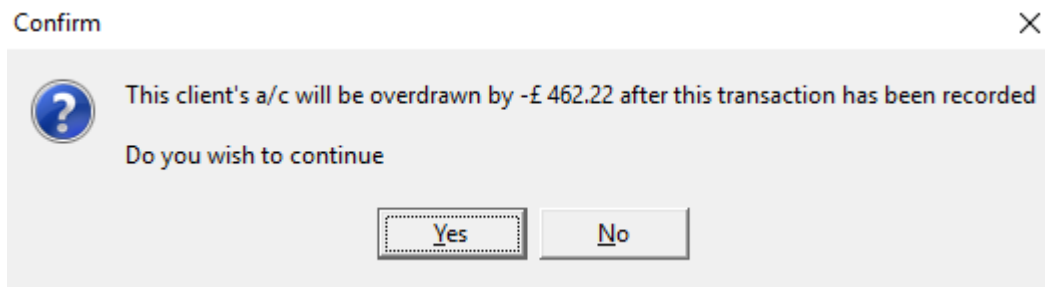 Confirm
This client's a/c will be overdrawn by -£ 462.22 after this transaction has been recorded
Do you wish to continue
Yes
No